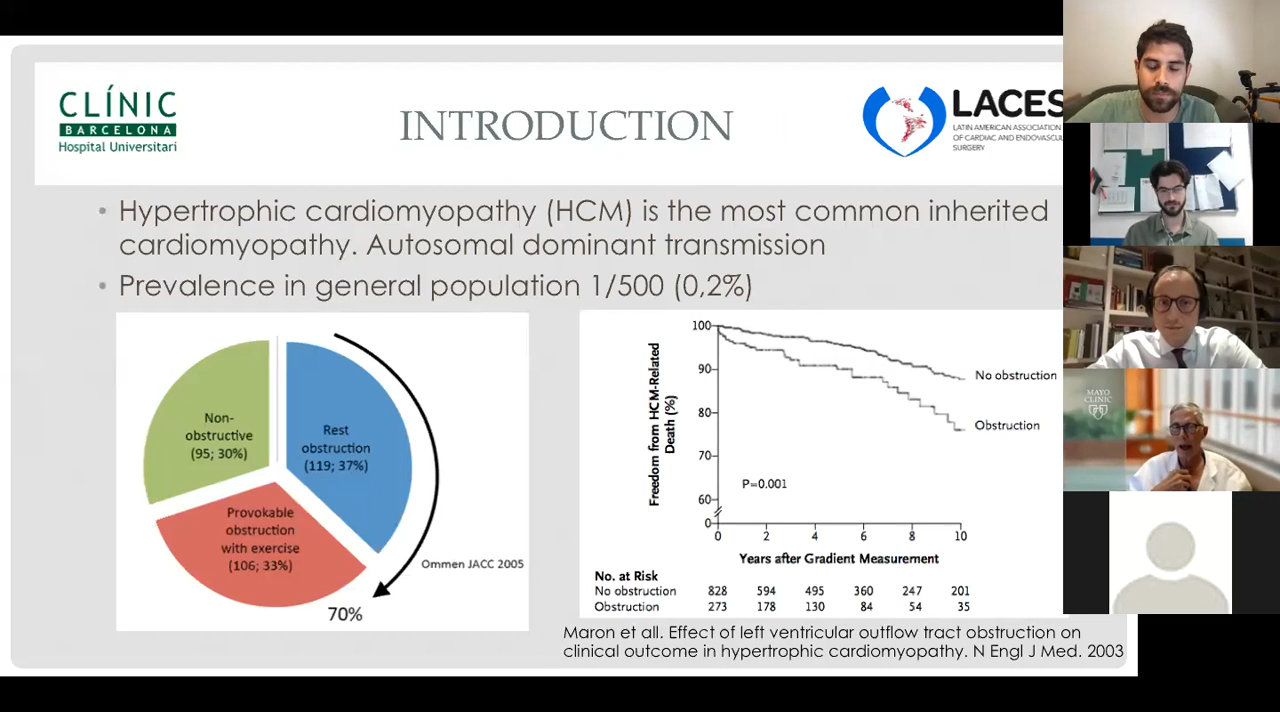 CLÍNIC
BARCELONA
Hospital Universitari
INTRODUCTION
LACES
LATIN AMERICAN ASSOCIATION
OF CARDIAC AND ENDOVASCUL
SURGERY
• Hypertrophic cardiomyopathy (HCM) is the most common inherited
cardiomyopathy. Autosomal dominant transmission
• Prevalence in general population 1/500 (0,2%)
Non-
obstructive
(95; 30%)
Rest
obstruction
(119; 37%)
Provokable
obstruction
with exercise
(106; 33%)
Ommen JACC 2005
70%
Freedom from HCM-Related
Death (%)
100
90
80
70
60
0
No obstruction
Obstruction
P=0.001
0 2 4 6 8 10
Years after Gradient Measurement
No. at Risk
No obstruction 828 594 495 360 247 201
Obstruction 273 178 130 84 54 35
Maron et all. Effect of left ventricular outflow tract obstruction on
clinical outcome in hypertrophic cardiomyopathy. N Engl J Med. 2003
MAYO
CLINIC